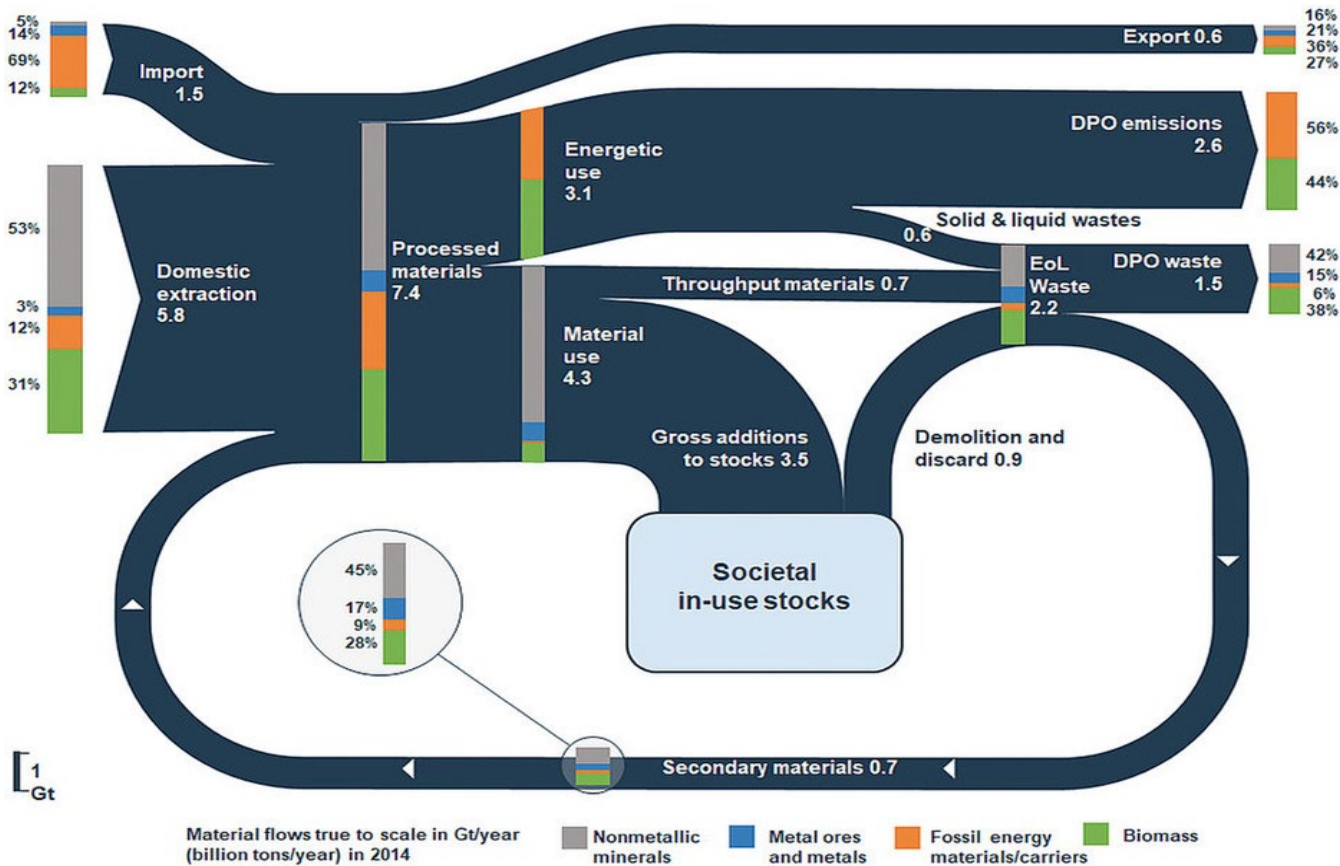 5%
14%
69%
12%
Import
1.5
Export 0.6
16%
21%
36%
27%
53%
3%
12%
31%
Domestic
extraction
5.8
Processed
materials
7.4
Energetic
use
3.1
DPO emissions
2.6
56%
44%
Solid & liquid wastes
0.6
Throughput materials 0.7
EoL
Waste
2.2
DPO waste
1.5
42%
15%
6%
38%
Material
use
4.3
Gross additions
to stocks 3.5
Demolition and
discard 0.9
Societal
in-use stocks
45%
17%
9%
28%
Secondary materials 0.7
1
Gt
Material flows true to scale in Gt/year
(billion tons/year) in 2014
Nonmetallic
minerals
Metal ores
and metals
Fossil energy
materials/carriers
Biomass